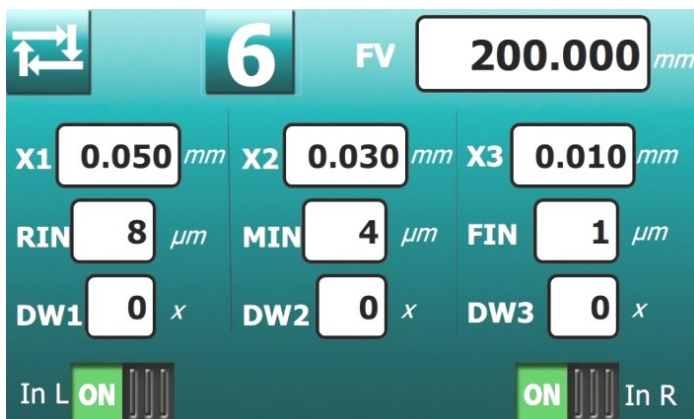 6 FV 200.000 mm
X1 0.050 mm X2 0.030 mm X3 0.010 mm
RIN 8 μm MIN 4 μm FIN 1 μm
DW1 0 x DW2 0 x DW3 0 x
In L ON ON In R